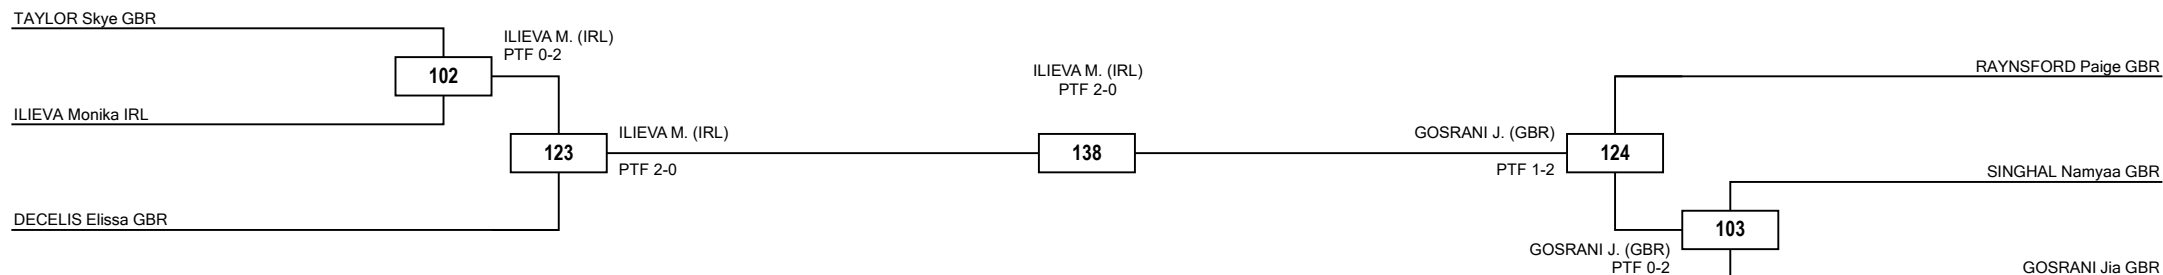 TAYLOR Skye GBR
ILIEVA M. (IRL)
PTF 0-2
102
ILIEVA Monika IRL
ILIEVA M. (IRL)
123
PTF 2-0
DECELIS Elissa GBR
ILIEVA M. (IRL)
PTF 2-0
138
RAYNSFORD Paige GBR
GOSRANI J. (GBR)
124
PTF 1-2
SINGHAL Namyaa GBR
103
GOSRANI J. (GBR)
PTF 0-2
GOSRANI Jia GBR